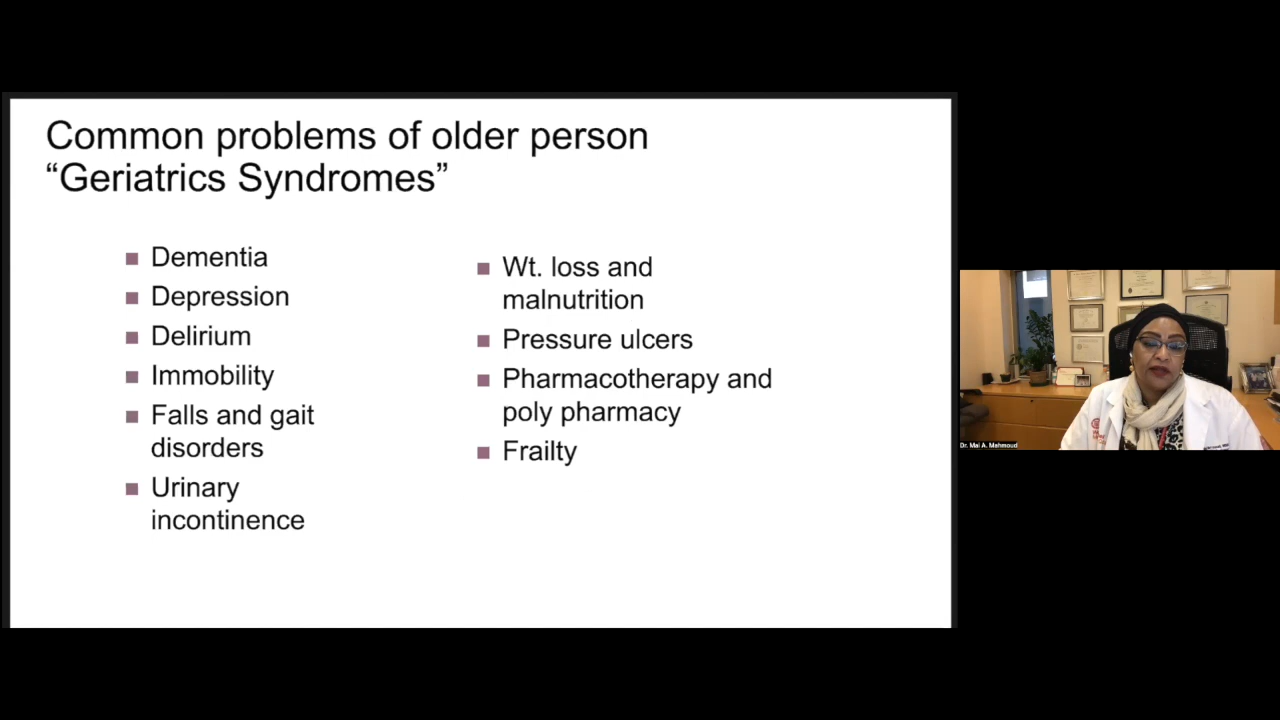 Common problems of older person
“Geriatrics Syndromes”
Dementia
Depression
Delirium
Immobility
Falls and gait
disorders
Urinary
incontinence
Wt. loss and
malnutrition
Pressure ulcers
Pharmacotherapy and
poly pharmacy
Frailty
Dr. Mai A. Mahmoud